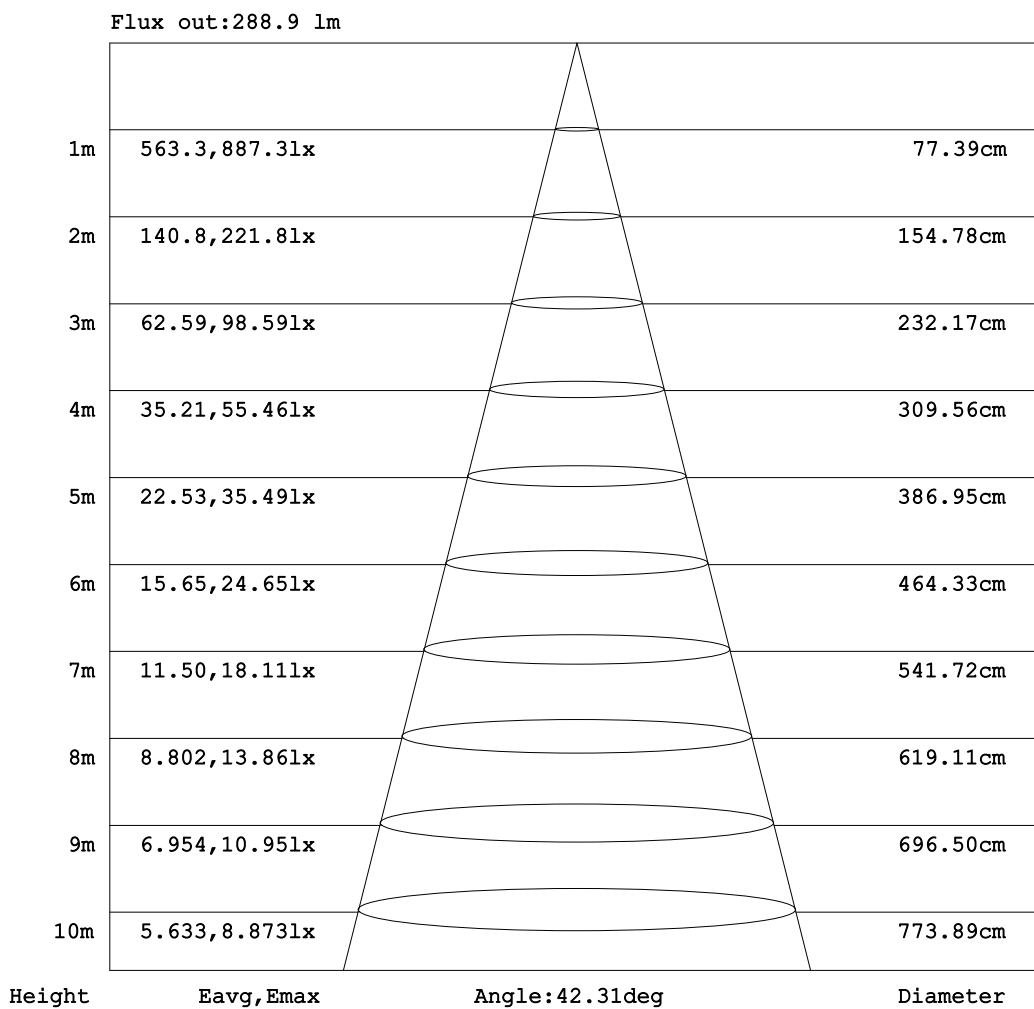 Flux out:288.9 lm
1m 563.3,887.3lx 77.39cm
2m 140.8,221.8lx 154.78cm
3m 62.59,98.59lx 232.17cm
4m 35.21,55.46lx 309.56cm
5m 22.53,35.49lx 386.95cm
6m 15.65,24.65lx 464.33cm
7m 11.50,18.11lx 541.72cm
8m 8.802,13.86lx 619.11cm
9m 6.954,10.95lx 696.50cm
10m 5.633,8.873lx 773.89cm
Height Eavg,Emax Angle:42.31deg Diameter